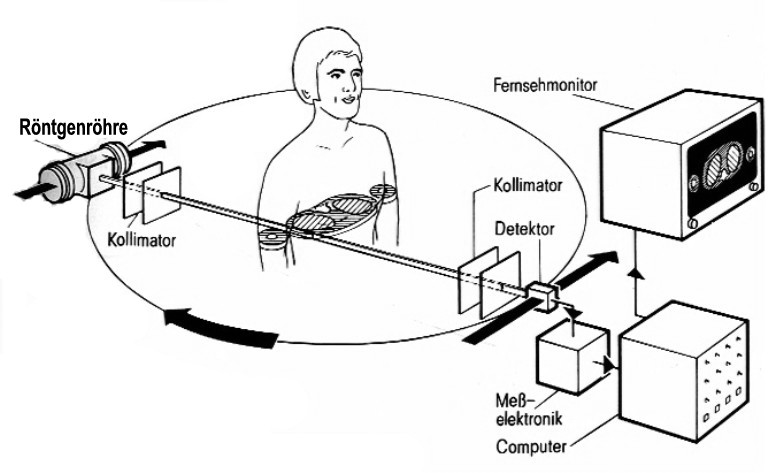 Fernsehmonitor
Röntgenröhre
Kollimator
Kollimator
Detektor
Meß-
elektronik
Computer